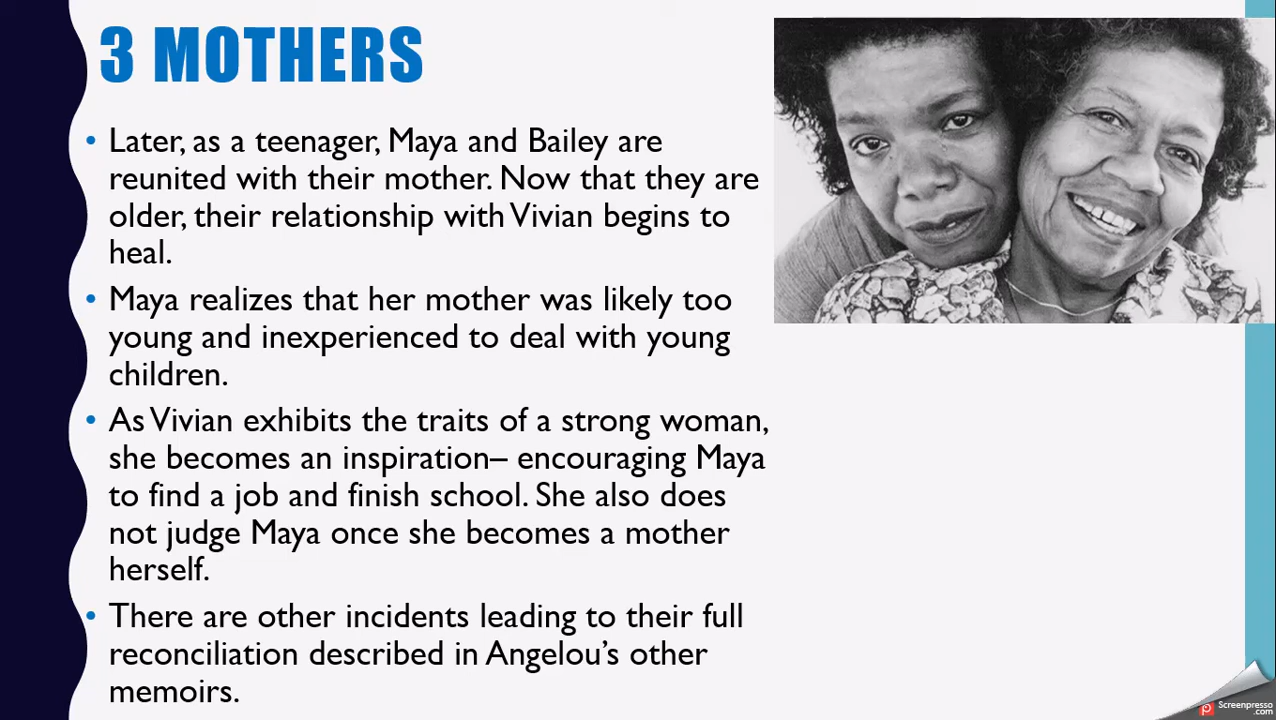 3 MOTHERS
• Later, as a teenager, Maya and Bailey are
reunited with their mother. Now that they are
older, their relationship with Vivian begins to
heal.
• Maya realizes that her mother was likely too
young and inexperienced to deal with young
children.
• As Vivian exhibits the traits of a strong woman,
she becomes an inspiration– encouraging Maya
to find a job and finish school. She also does
not judge Maya once she becomes a mother
herself.
• There are other incidents leading to their full
reconciliation described in Angelou’s other
memoirs.
Screenpresso
.com